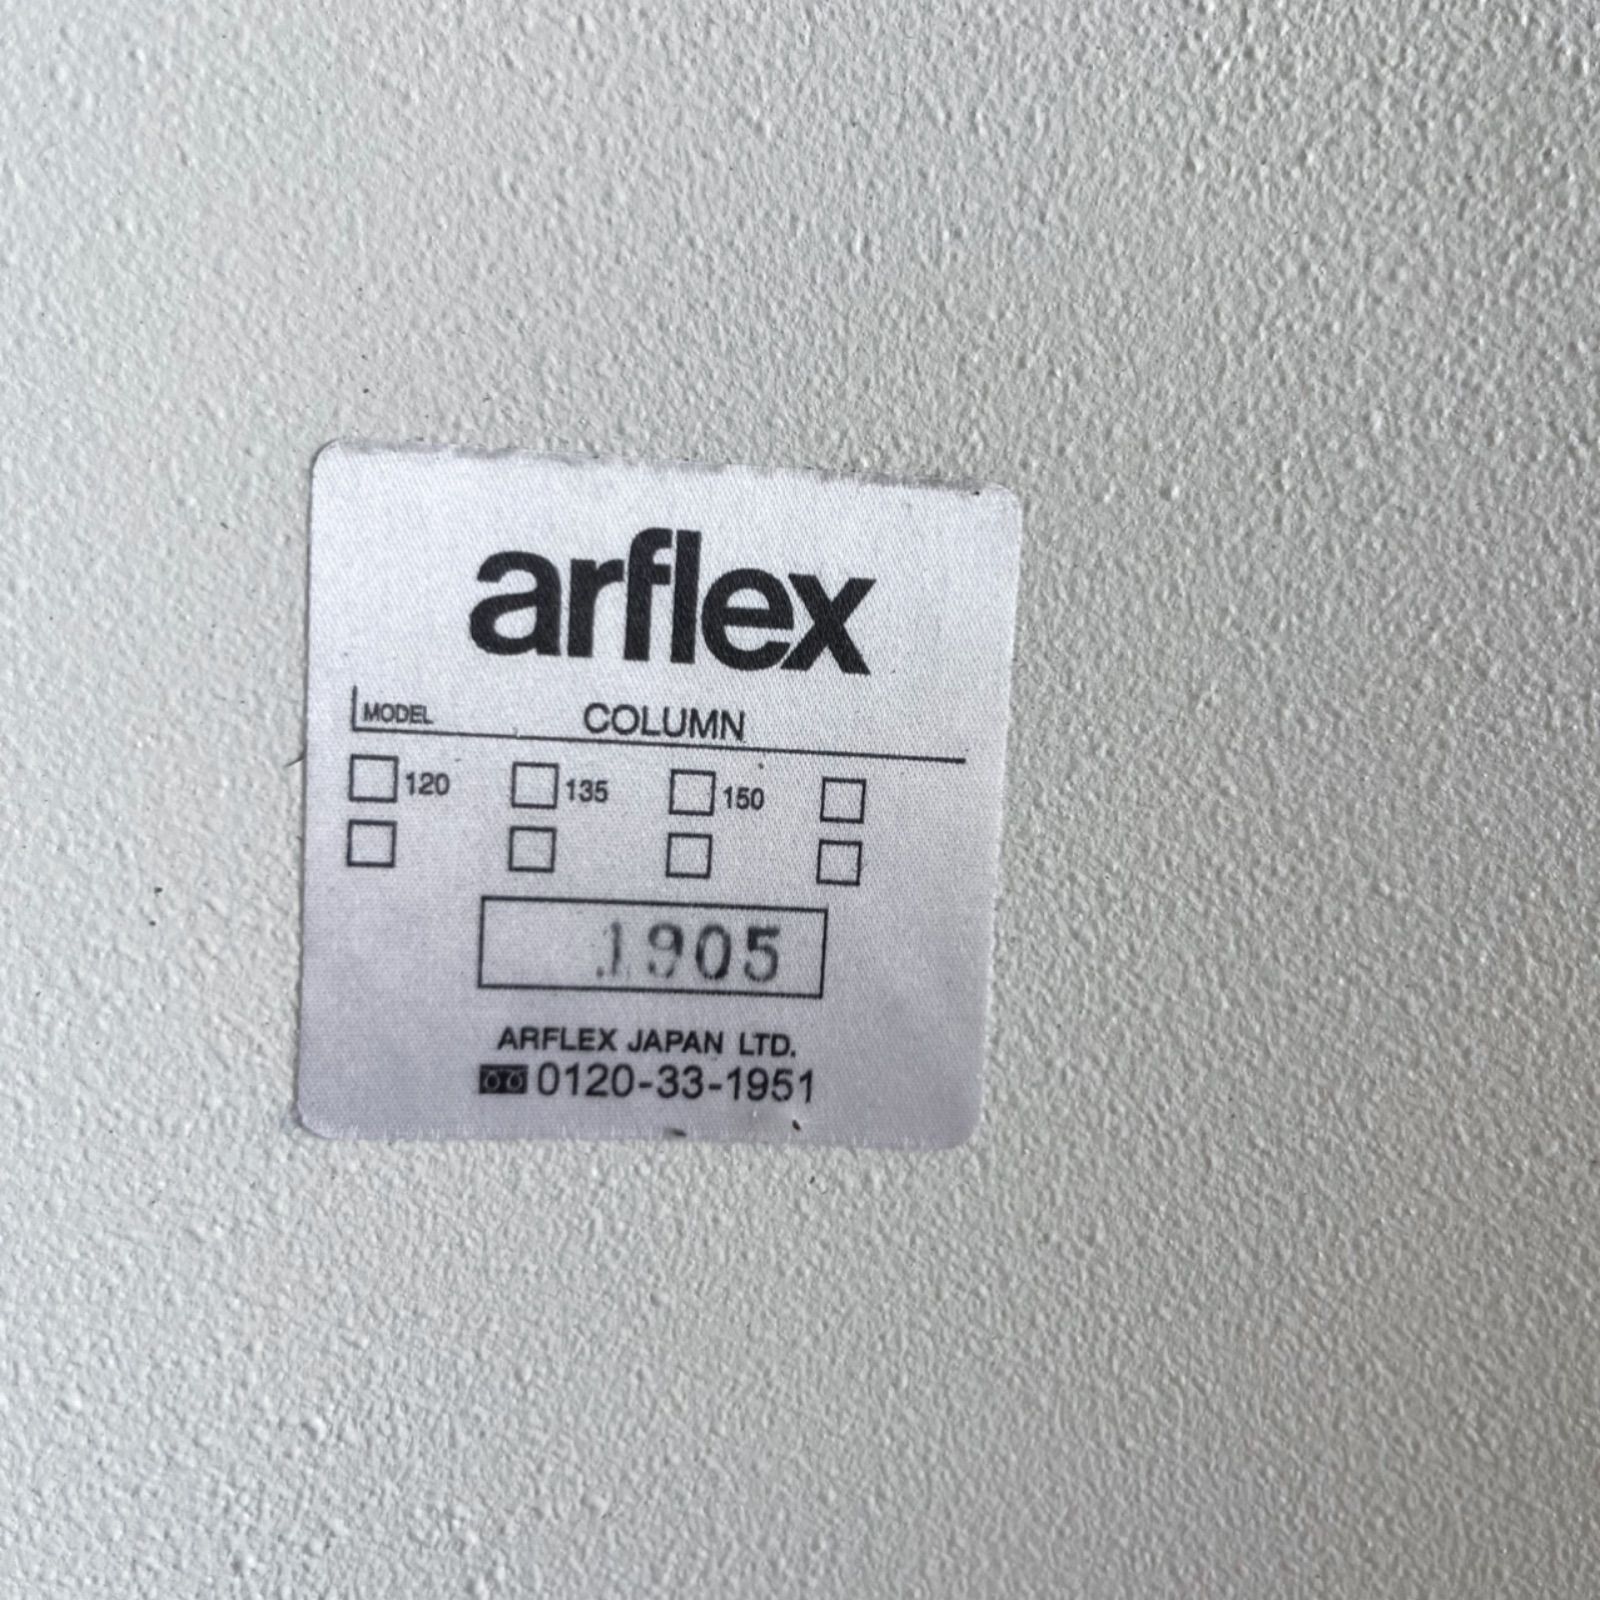 arflex
MODEL COLUMN
120 135 150
1905
ARFLEX JAPAN LTD.
0120-33-1951